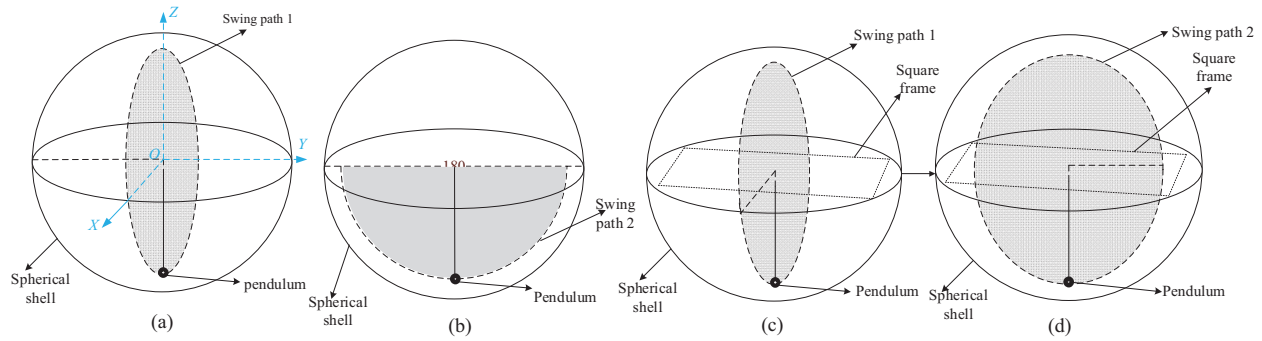 Z
Swing path 1
O
Y
X
Spherical
shell
pendulum
(a)
180
Swing
path 2
Spherical
shell
Pendulum
(b)
Swing path 1
Square
frame
Spherical
shell
Pendulum
(c)
Swing path 2
Square
frame
Spherical
shell
Pendulum
(d)